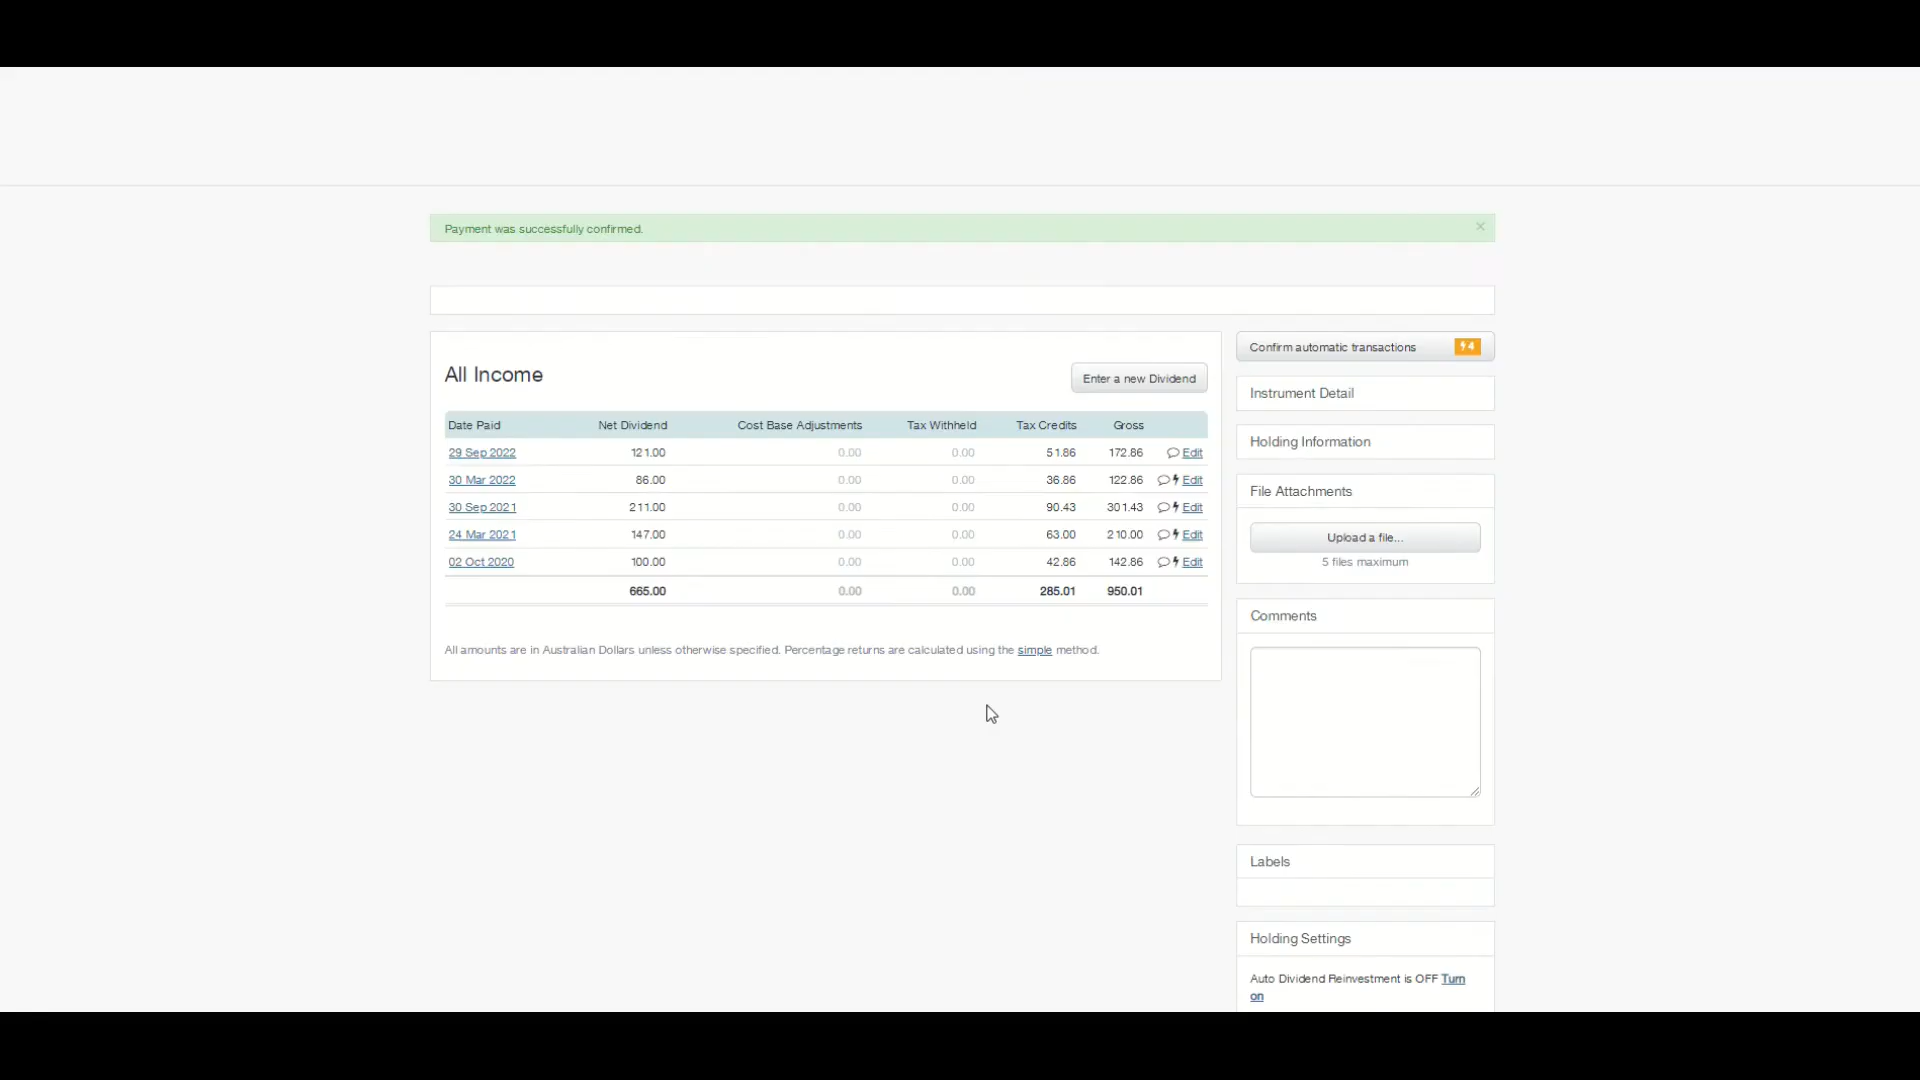 Payment was successfully confirmed.
×
All Income
Enter a new Dividend
Date Paid Net Dividend Cost Base Adjustments Tax Withheld Tax Credits Gross
29 Sep 2022 121.00 0.00 0.00 51.86 172.86 Edit
30 Mar 2022 86.00 0.00 0.00 36.86 122.86 Edit
30 Sep 2021 211.00 0.00 0.00 90.43 301.43 Edit
24 Mar 2021 147.00 0.00 0.00 63.00 210.00 Edit
02 Oct 2020 100.00 0.00 0.00 42.86 142.86 Edit
665.00 0.00 0.00 285.01 950.01
All amounts are in Australian Dollars unless otherwise specified. Percentage returns are calculated using the simple method.
Confirm automatic transactions 4
Instrument Detail
Holding Information
File Attachments
Upload a file...
5 files maximum
Comments
Labels
Holding Settings
Auto Dividend Reinvestment is OFF Turn
on